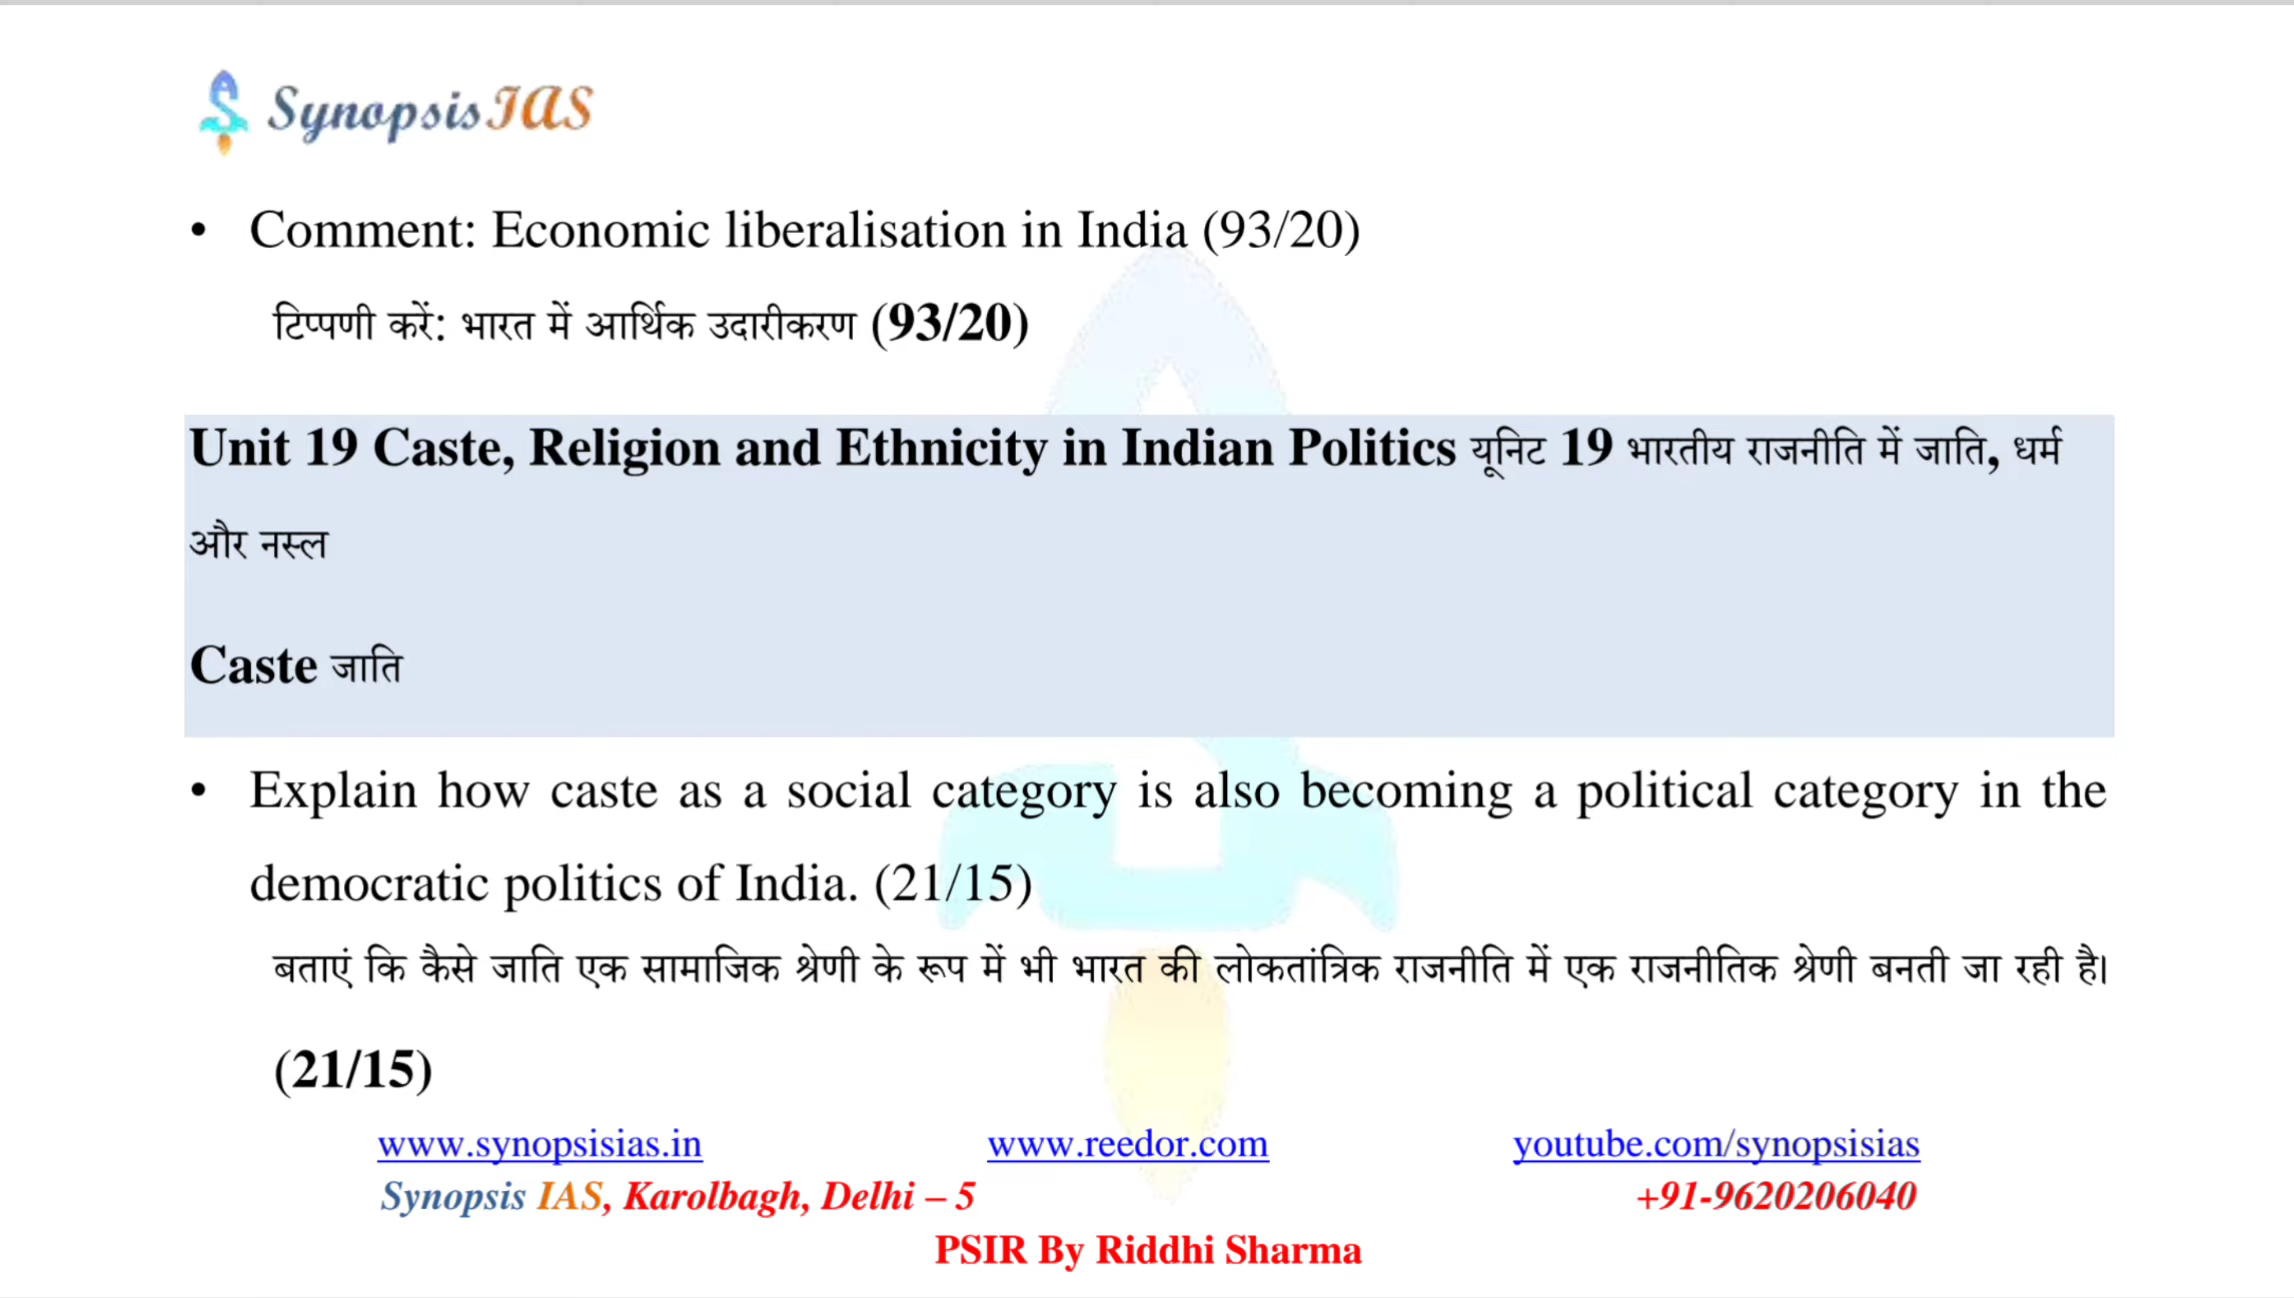 Synopsis IAS
• Comment: Economic liberalisation in India (93/20)
टिप्पणी करें: भारत में आर्थिक उदारीकरण (93/20)
Unit 19 Caste, Religion and Ethnicity in Indian Politics यूनिट 19 भारतीय राजनीति में जाति, धर्म
और नस्ल
Caste जाति
• Explain how caste as a social category is also becoming a political category in the
democratic politics of India. (21/15)
बताएं कि कैसे जाति एक सामाजिक श्रेणी के रूप में भी भारत की लोकतांत्रिक राजनीति में एक राजनीतिक श्रेणी बनती जा रही है।
(21/15)
www.synopsisias.in www.reedor.com youtube.com/synopsisias
Synopsis IAS, Karolbagh, Delhi – 5 +91-9620206040
PSIR By Riddhi Sharma